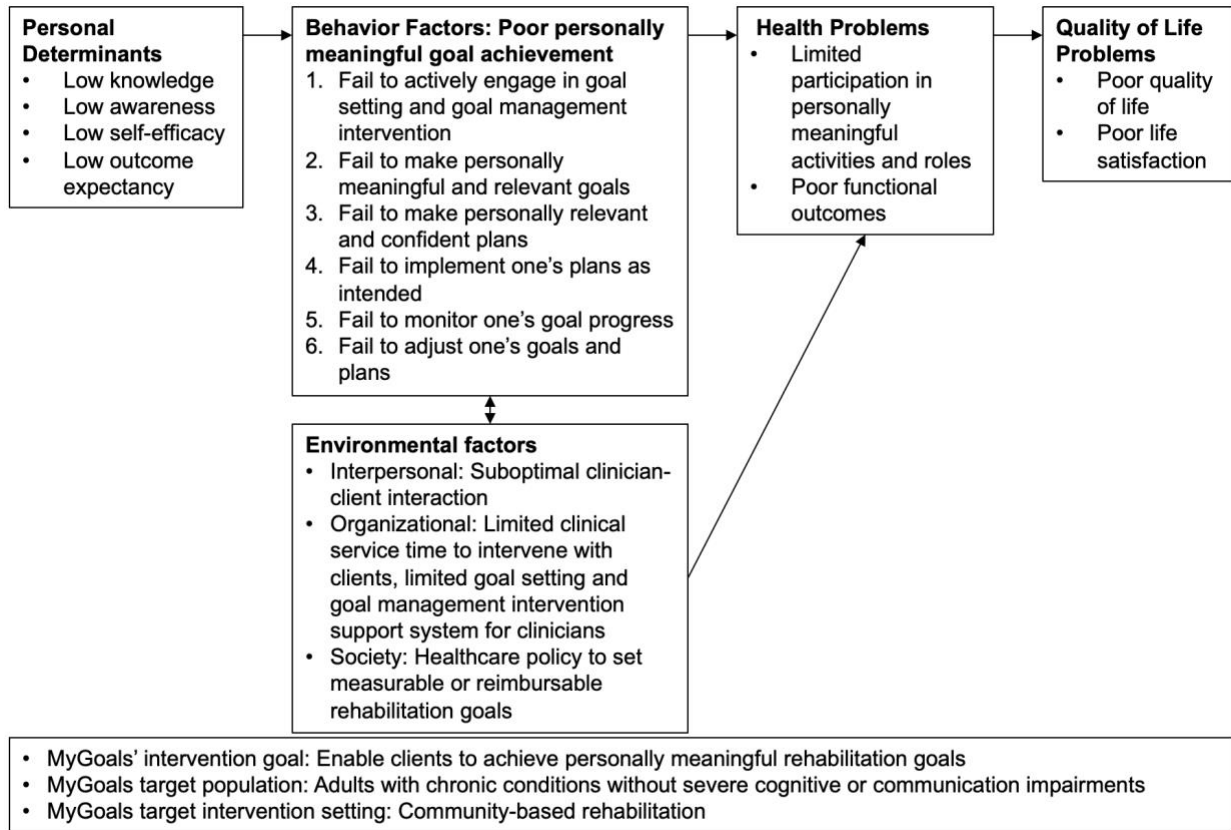 Personal
Determinants
• Low knowledge
• Low awareness
• Low self-efficacy
• Low outcome
expectancy
Behavior Factors: Poor personally
meaningful goal achievement
1. Fail to actively engage in goal
setting and goal management
intervention
2. Fail to make personally
meaningful and relevant goals
3. Fail to make personally relevant
and confident plans
4. Fail to implement one’s plans as
intended
5. Fail to monitor one’s goal progress
6. Fail to adjust one’s goals and
plans
Health Problems
• Limited
participation in
personally
meaningful
activities and roles
• Poor functional
outcomes
Quality of Life
Problems
• Poor quality
of life
• Poor life
satisfaction
Environmental factors
• Interpersonal: Suboptimal clinician-
client interaction
• Organizational: Limited clinical
service time to intervene with
clients, limited goal setting and
goal management intervention
support system for clinicians
• Society: Healthcare policy to set
measurable or reimbursable
rehabilitation goals
• MyGoals’ intervention goal: Enable clients to achieve personally meaningful rehabilitation goals
• MyGoals target population: Adults with chronic conditions without severe cognitive or communication impairments
• MyGoals target intervention setting: Community-based rehabilitation